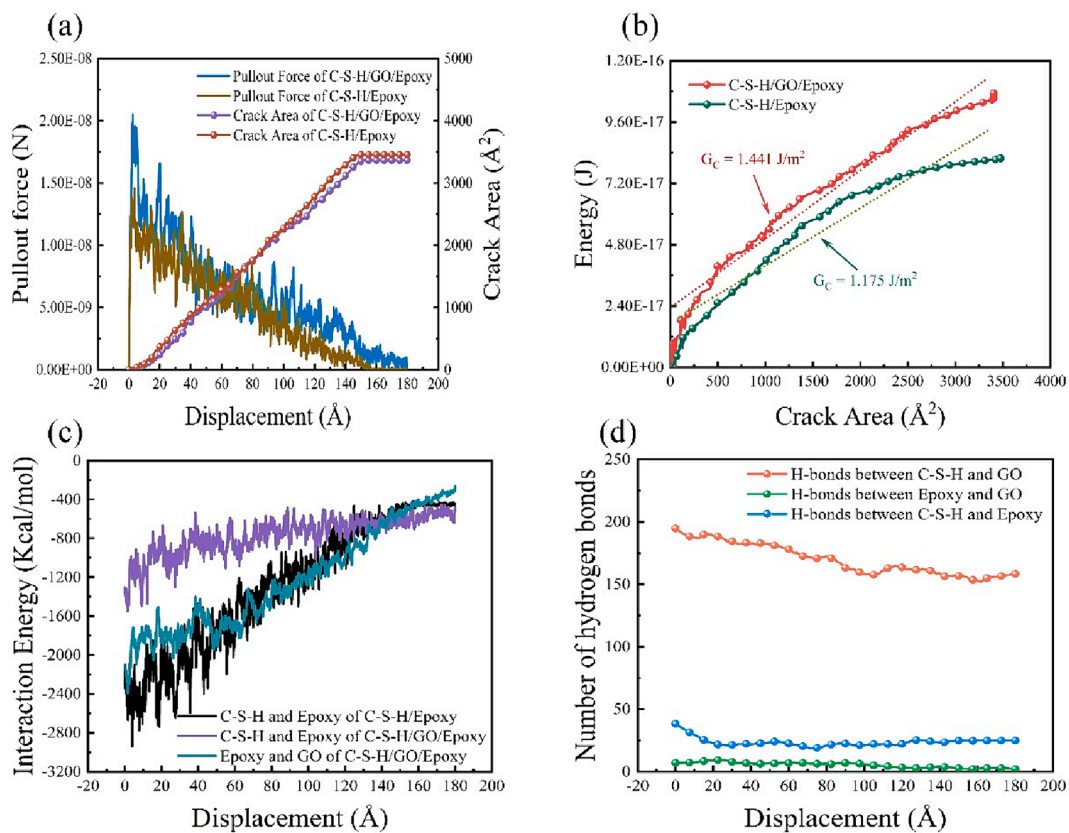 (a)
2.50E-08
2.00E-08
1.50E-08
1.00E-08
5.00E-09
0.00E+00
Pullout force (N)
Pullout Force of C-S-H/GO/Epoxy
Pullout Force of C-S-H/Epoxy
Crack Area of C-S-H/GO/Epoxy
Crack Area of C-S-H/Epoxy
5000
4000
3000
2000
1000
0
Crack Area (Å²)
-20 0 20 40 60 80 100 120 140 160 180 200
Displacement (Å)
(b)
1.20E-16
9.60E-17
7.20E-17
4.80E-17
2.40E-17
0.00E+00
Energy (J)
C-S-H/GO/Epoxy
C-S-H/Epoxy
G_C = 1.441 J/m²
G_C = 1.175 J/m²
0 500 1000 1500 2000 2500 3000 3500 4000
Crack Area (Å²)
(c)
0
-400
-800
-1200
-1600
-2000
-2400
-2800
-3200
Interaction Energy (Kcal/mol)
C-S-H and Epoxy of C-S-H/Epoxy
C-S-H and Epoxy of C-S-H/GO/Epoxy
Epoxy and GO of C-S-H/GO/Epoxy
-20 0 20 40 60 80 100 120 140 160 180 200
Displacement (Å)
(d)
250
200
150
100
50
0
Number of hydrogen bonds
H-bonds between C-S-H and GO
H-bonds between Epoxy and GO
H-bonds between C-S-H and Epoxy
-20 0 20 40 60 80 100 120 140 160 180 200
Displacement (Å)